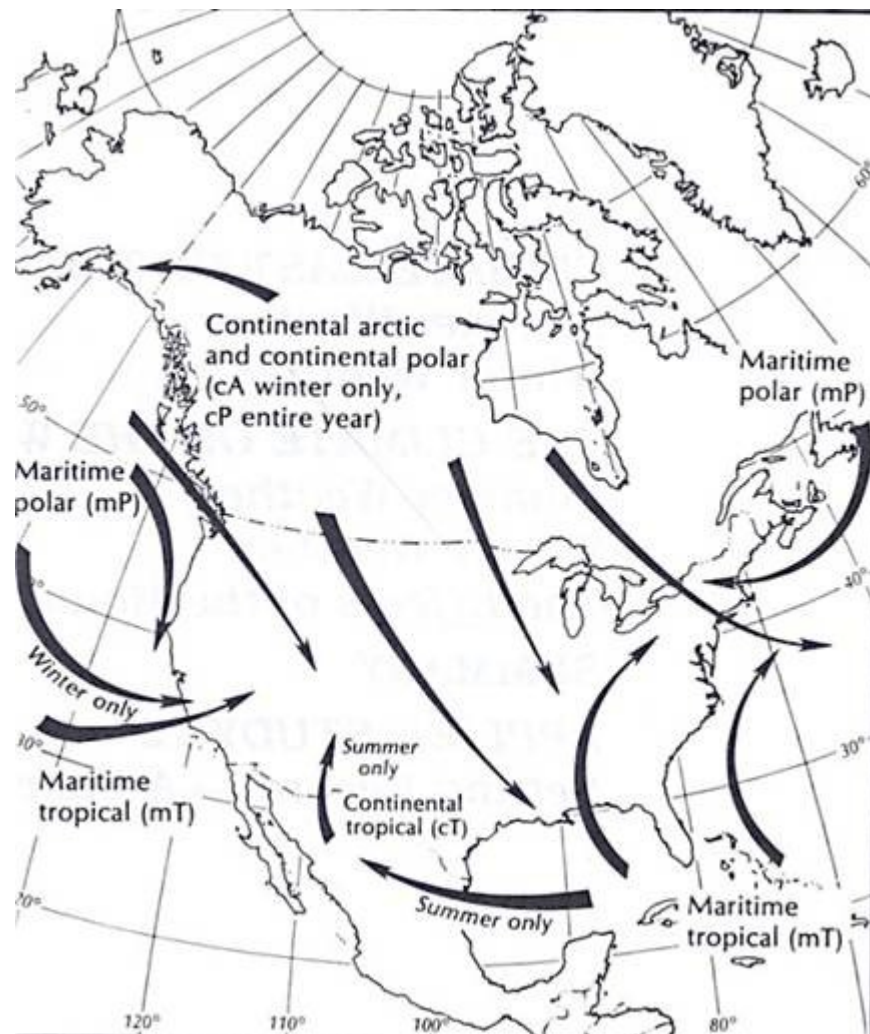 60°
Continental arctic
and continental polar
(cA winter only,
cP entire year)
Maritime
polar (mP)
50°
Maritime
polar (mP)
40°
Winter only
30°
Summer
only
Continental
tropical (cT)
30°
Maritime
tropical (mT)
Summer only
Maritime
tropical (mT)
20°
120°
110°
100°
80°